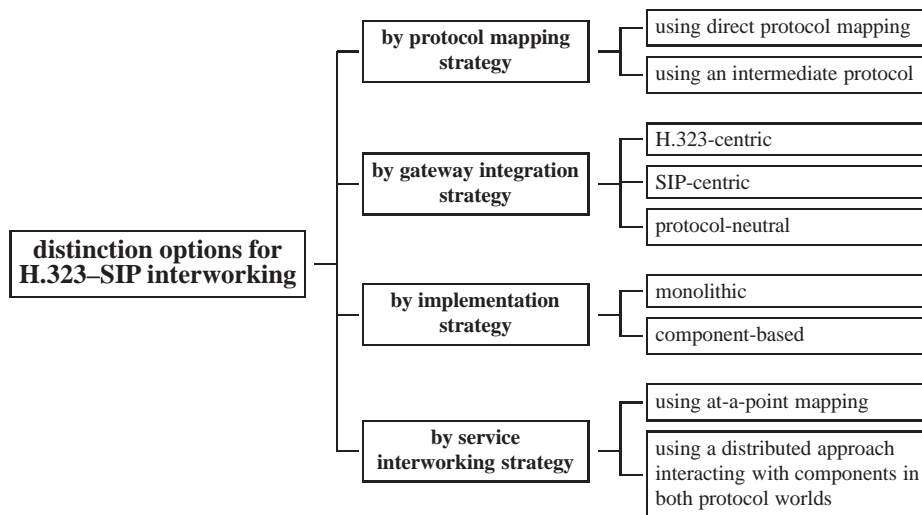 distinction options for
H.323–SIP interworking
by protocol mapping
strategy
using direct protocol mapping
using an intermediate protocol
by gateway integration
strategy
H.323-centric
SIP-centric
protocol-neutral
by implementation
strategy
monolithic
component-based
by service
interworking strategy
using at-a-point mapping
using a distributed approach
interacting with components in
both protocol worlds